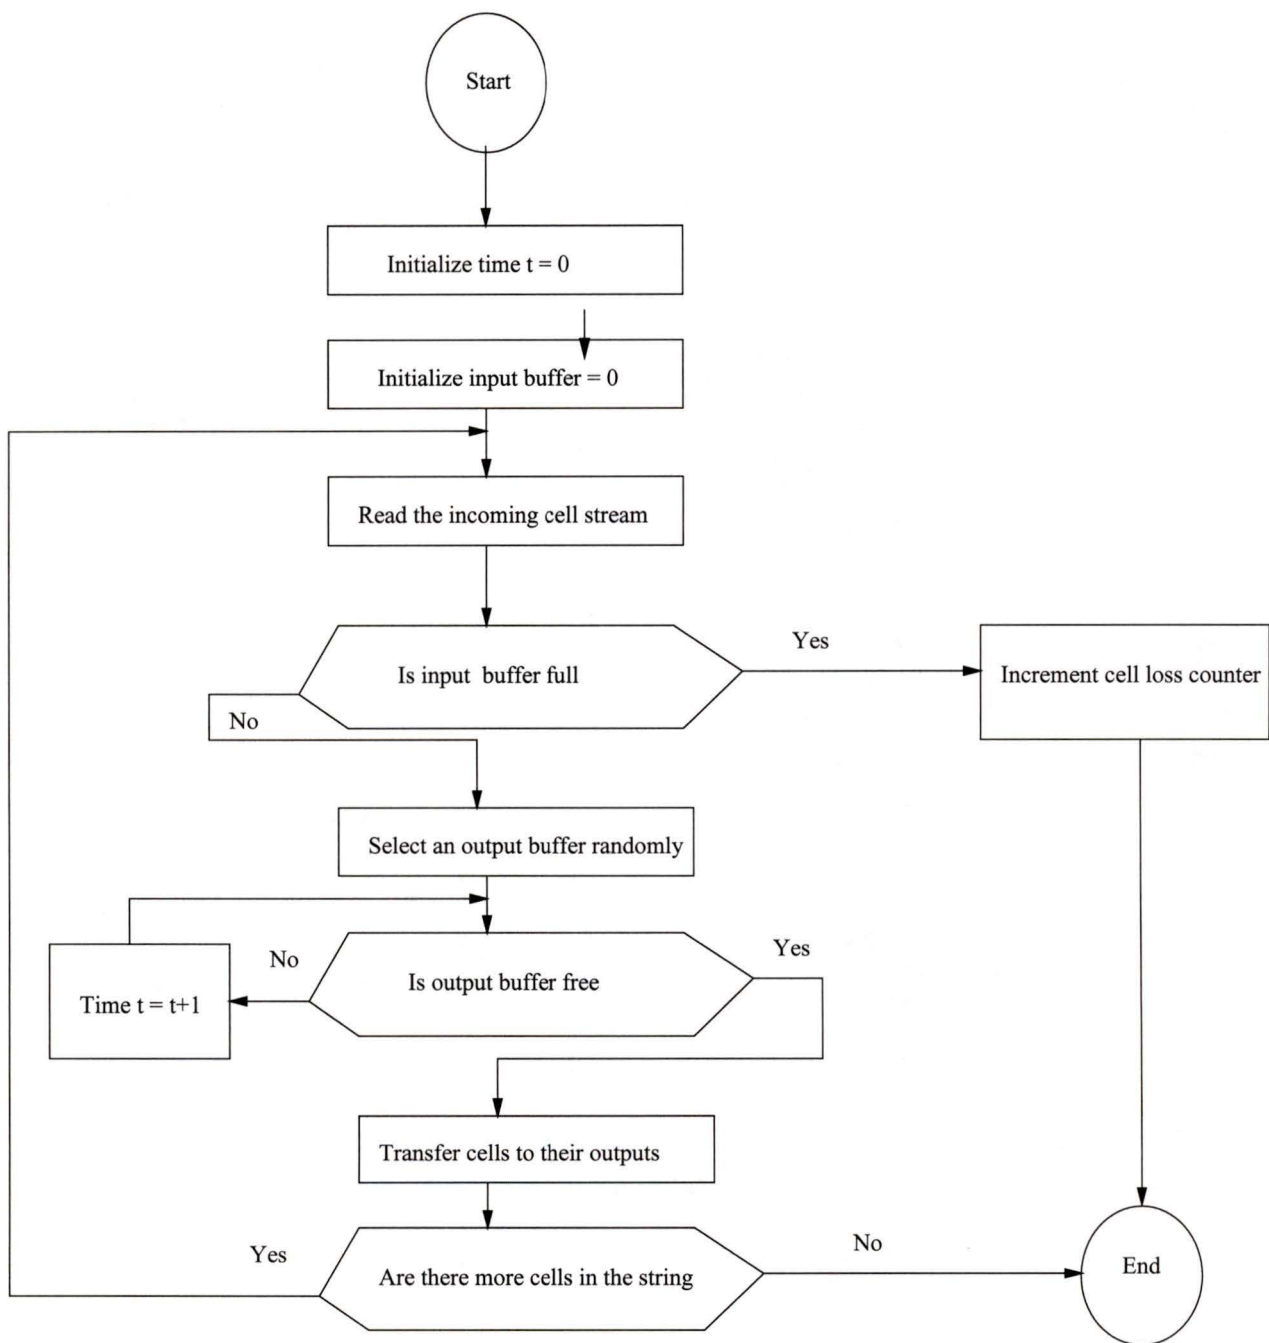 Start
Initialize time t = 0
Initialize input buffer = 0
Read the incoming cell stream
Is input buffer full
Yes
Increment cell loss counter
No
Select an output buffer randomly
Is output buffer free
Yes
No
Time t = t+1
Transfer cells to their outputs
Yes
Are there more cells in the string
No
End